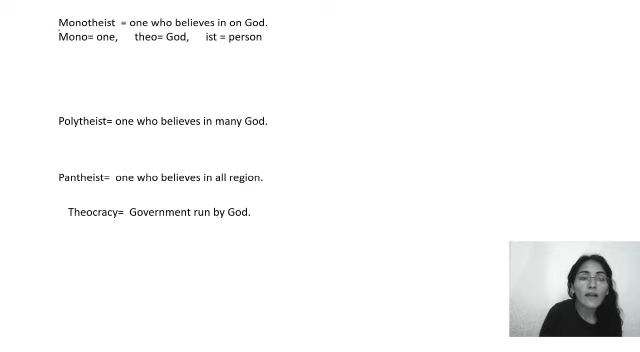 Monotheist = one who believes in on God.
Mono= one, theo= God, ist = person
Polytheist= one who believes in many God.
Pantheist= one who believes in all region.
Theocracy= Government run by God.